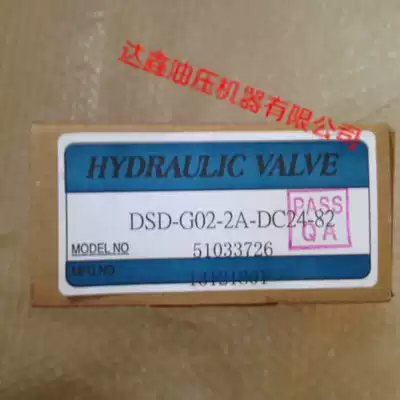 达鑫油压机器有限公司
HYDRAULIC VALVE
DSD-G02-2A-DC24-82
PASS
QA
MODEL NO 51033726
MFG NO